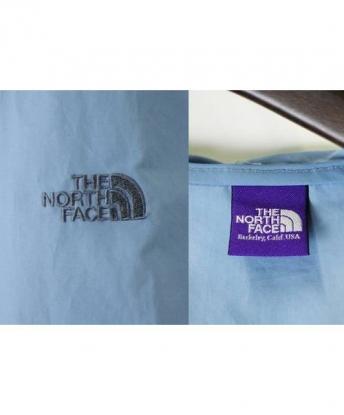 THE
NORTH
FACE
THE
NORTH
FACE
Berkeley, Calif. USA